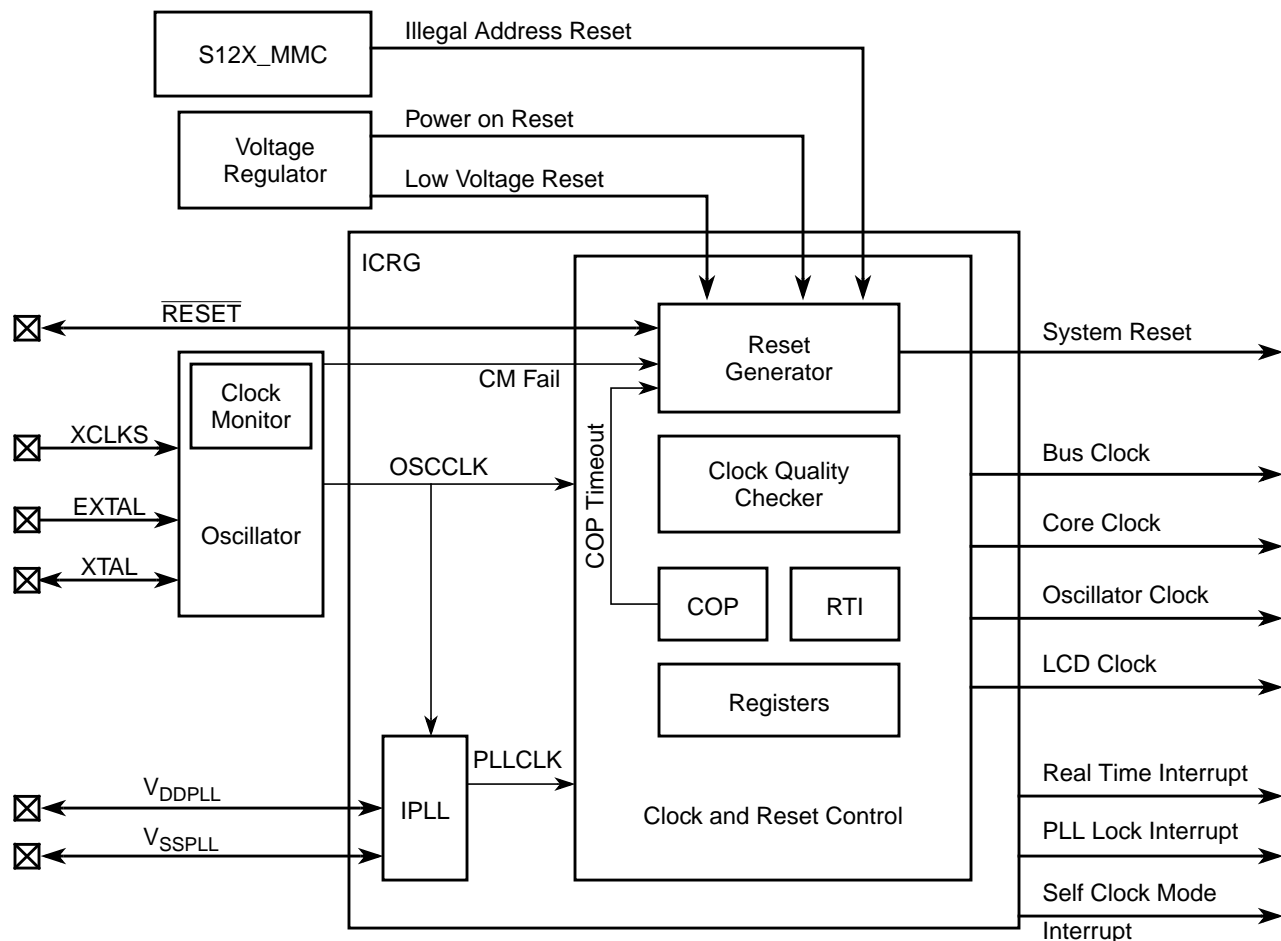 Illegal Address Reset
S12X_MMC
Power on Reset
Voltage
Regulator
Low Voltage Reset
ICRG
RESET
Reset
Generator
System Reset
CM Fail
Clock
Monitor
XCLKS
OSCCLK
COP Timeout
Clock Quality
Checker
Bus Clock
EXTAL
Oscillator
Core Clock
XTAL
COP
RTI
Oscillator Clock
LCD Clock
Registers
PLLCLK
Real Time Interrupt
VDDPLL
IPLL
Clock and Reset Control
PLL Lock Interrupt
VSSPLL
Self Clock Mode
Interrupt